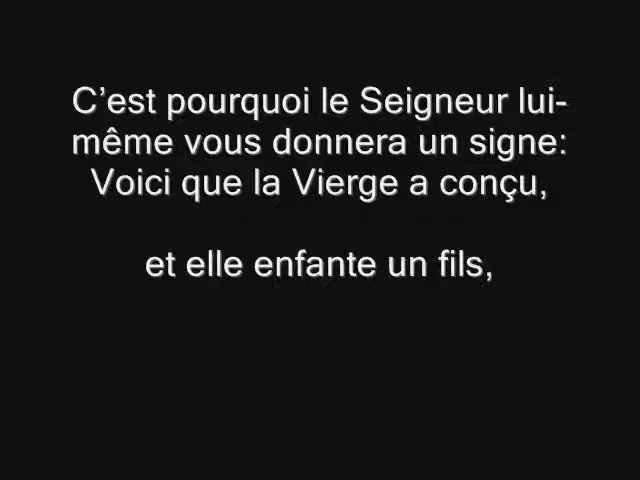 C’est pourquoi le Seigneur lui-
même vous donnera un signe:
Voici que la Vierge a conçu,
et elle enfante un fils,